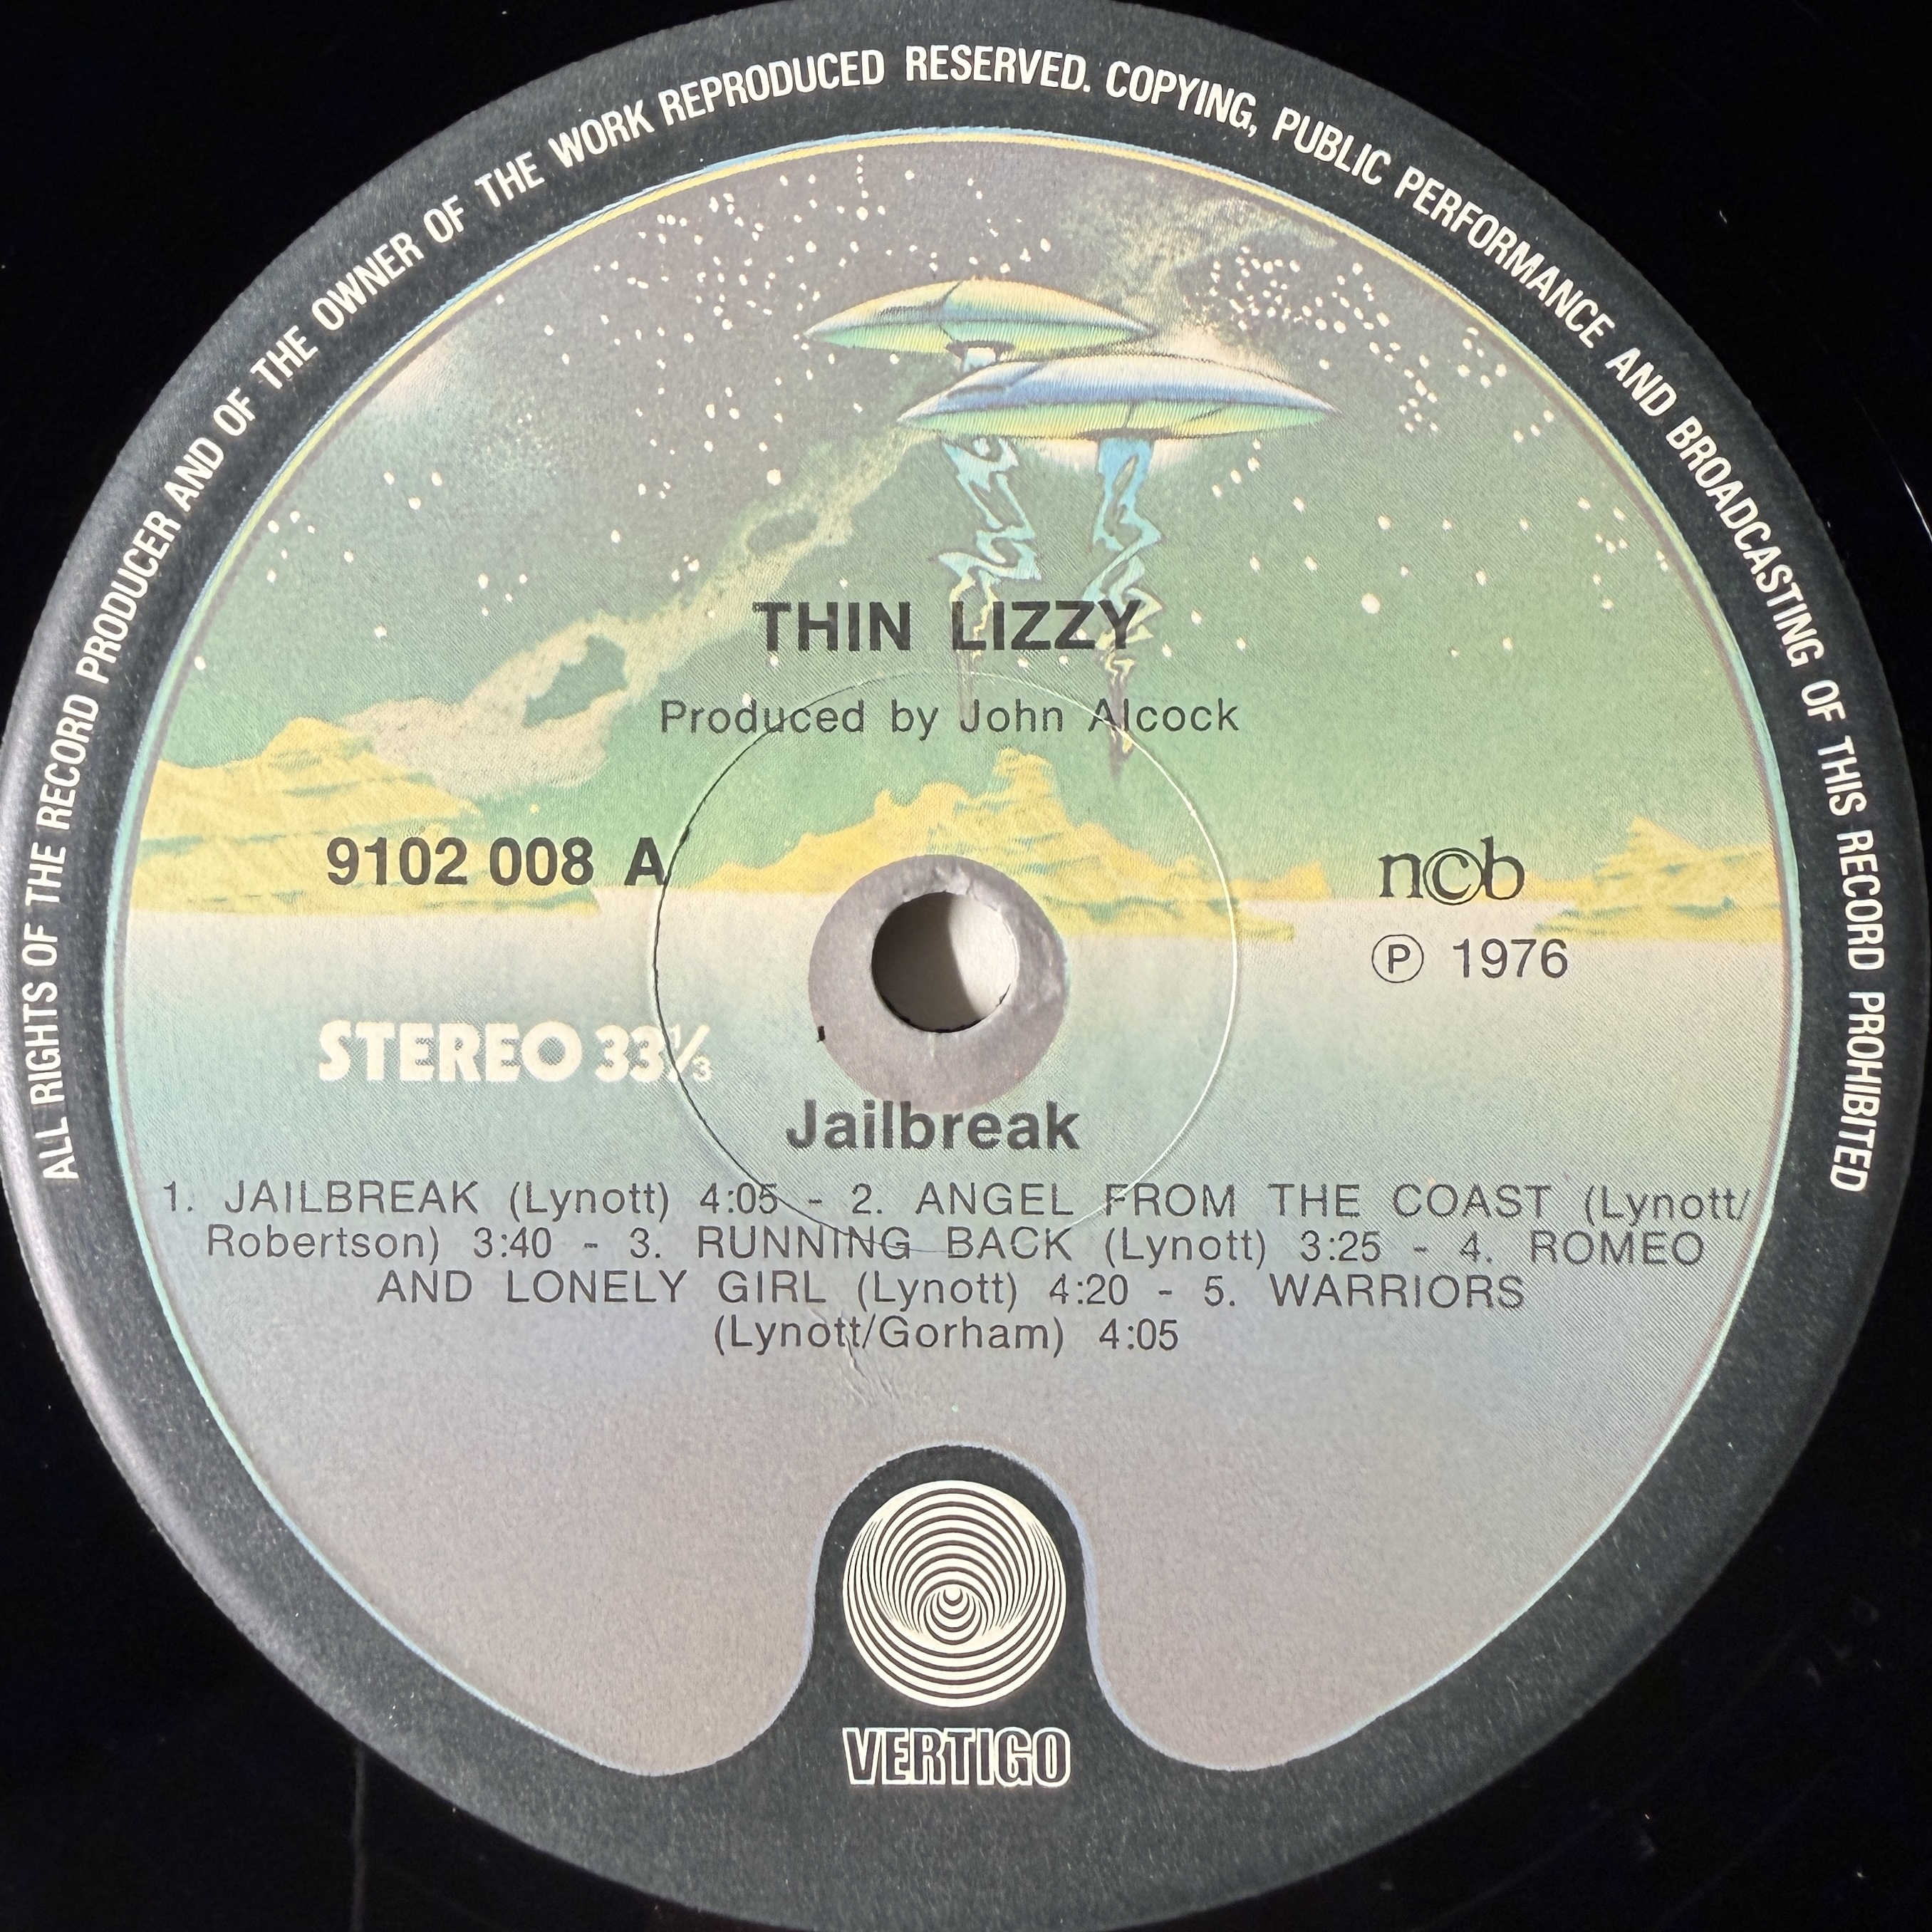 ALL RIGHTS OF THE RECORD PRODUCER AND OF THE OWNER OF THE WORK REPRODUCED RESERVED. COPYING, PUBLIC PERFORMANCE AND BROADCASTING OF THIS RECORD PROHIBITED
THIN LIZZY
Produced by John Alcock
9102 008 A
n©b
Ⓟ 1976
STEREO 33⅓
Jailbreak
1. JAILBREAK (Lynott) 4:05 - 2. ANGEL FROM THE COAST (Lynott/
Robertson) 3:40 - 3. RUNNING BACK (Lynott) 3:25 - 4. ROMEO
AND LONELY GIRL (Lynott) 4:20 - 5. WARRIORS
(Lynott/Gorham) 4:05
VERTIGO